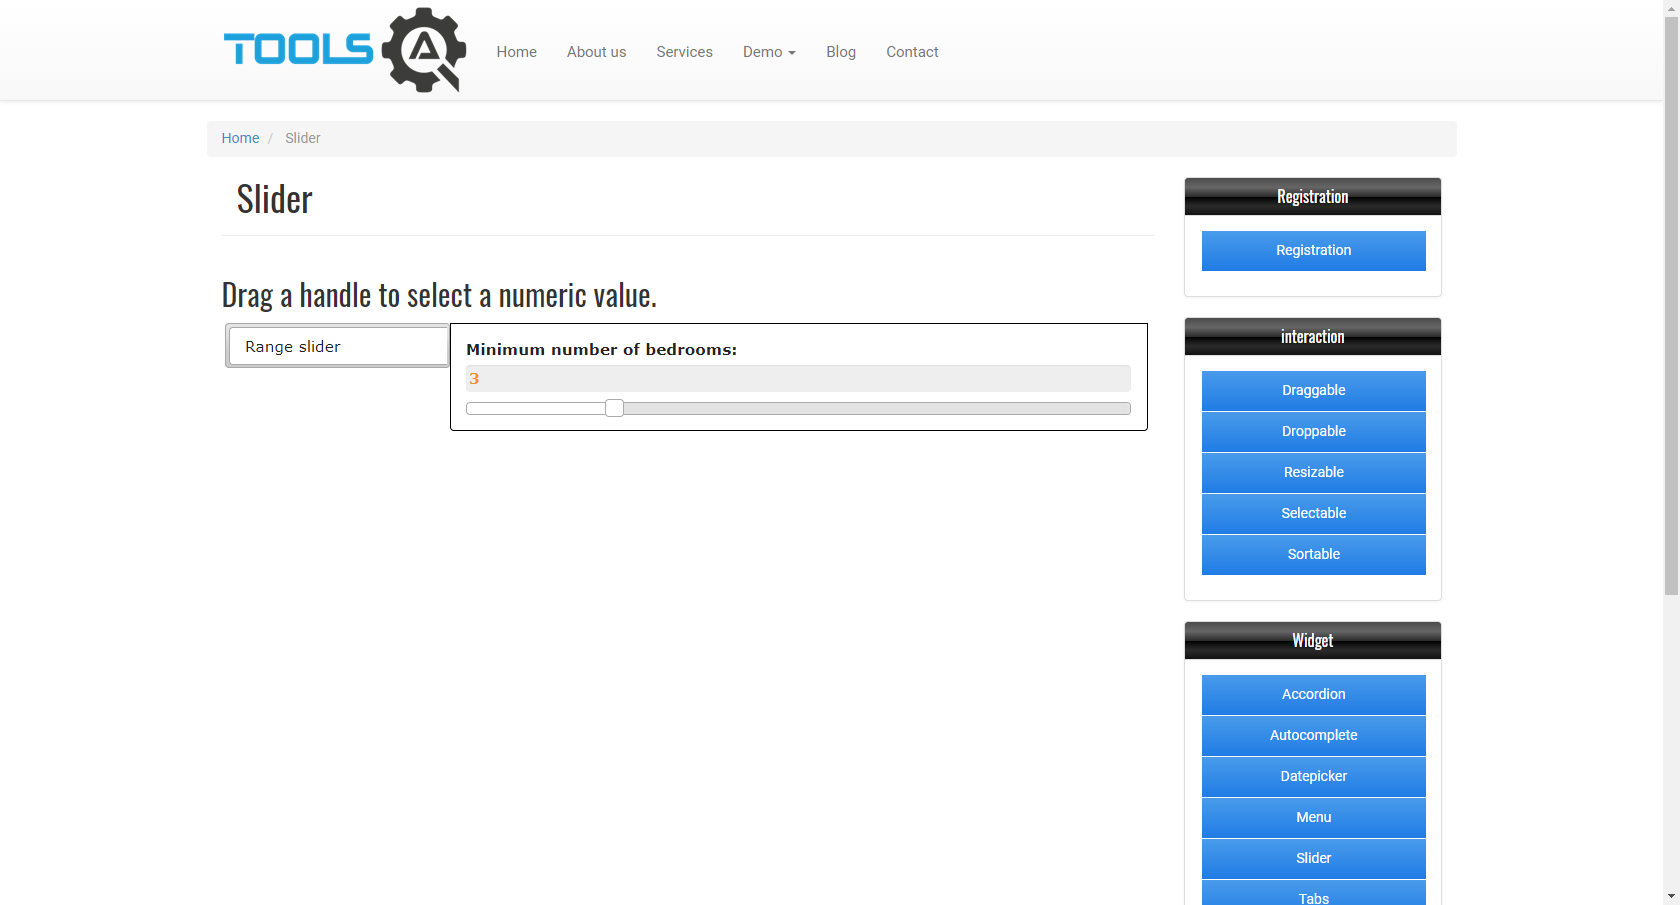 TOOLS QA
Home About us Services Demo Blog Contact
Home / Slider
Slider
Drag a handle to select a numeric value.
Range slider
Minimum number of bedrooms:
3
Registration
Registration
interaction
Draggable
Droppable
Resizable
Selectable
Sortable
Widget
Accordion
Autocomplete
Datepicker
Menu
Slider
Tabs